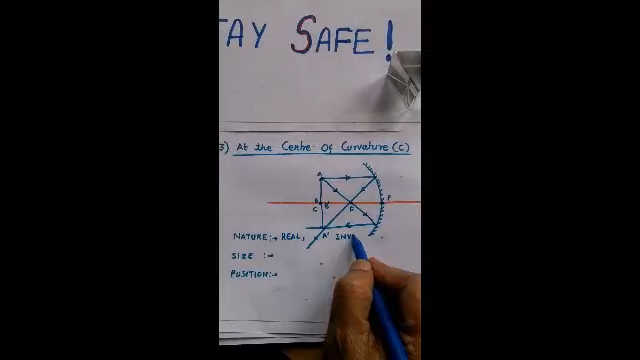 TAY SAFE!
3) At the Centre Of Curvature (C)
A
B B' F P
C
NATURE:- REAL, A' INV
SIZE :-
POSITION:-